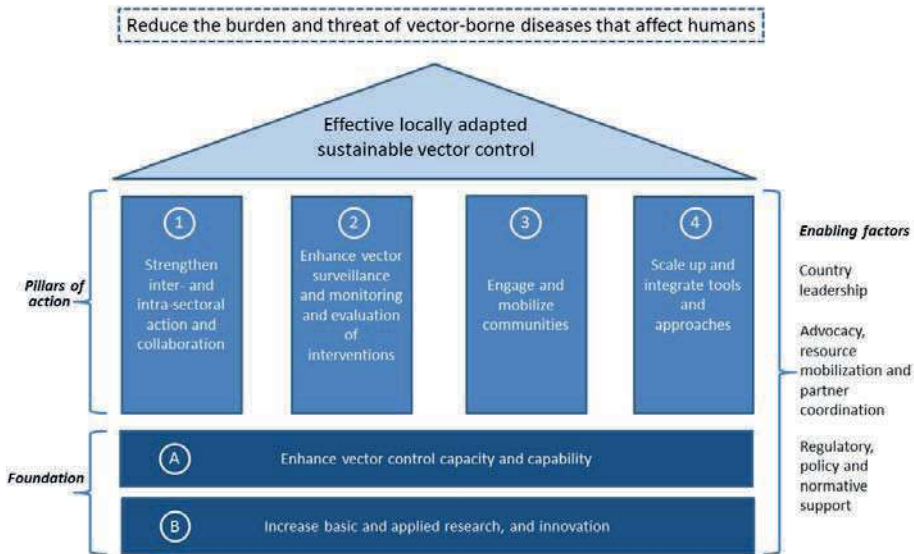 Reduce the burden and threat of vector-borne diseases that affect humans
Effective locally adapted
sustainable vector control
Pillars of
action
1
Strengthen
inter- and
intra-sectoral
action and
collaboration
2
Enhance vector
surveillance
and monitoring
and evaluation
of
interventions
3
Engage and
mobilize
communities
4
Scale up and
integrate tools
and
approaches
Enabling factors
Country
leadership
Advocacy,
resource
mobilization and
partner
coordination
Regulatory,
policy and
normative
support
Foundation
A
Enhance vector control capacity and capability
B
Increase basic and applied research, and innovation